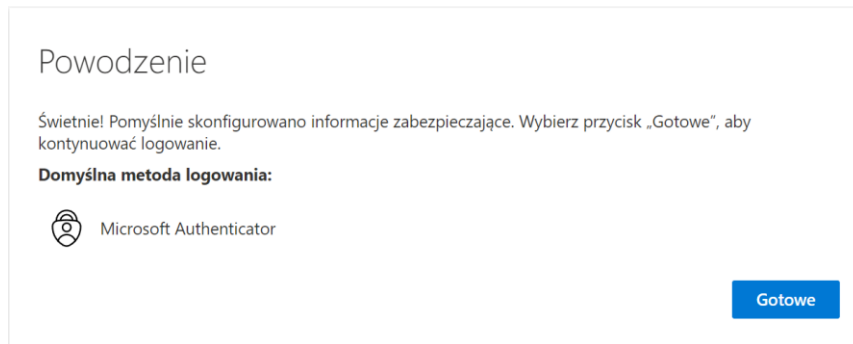 Powodzenie
Świetnie! Pomyślnie skonfigurowano informacje zabezpieczające. Wybierz przycisk „Gotowe”, aby
kontynuować logowanie.
Domyślna metoda logowania:
Microsoft Authenticator
Gotowe